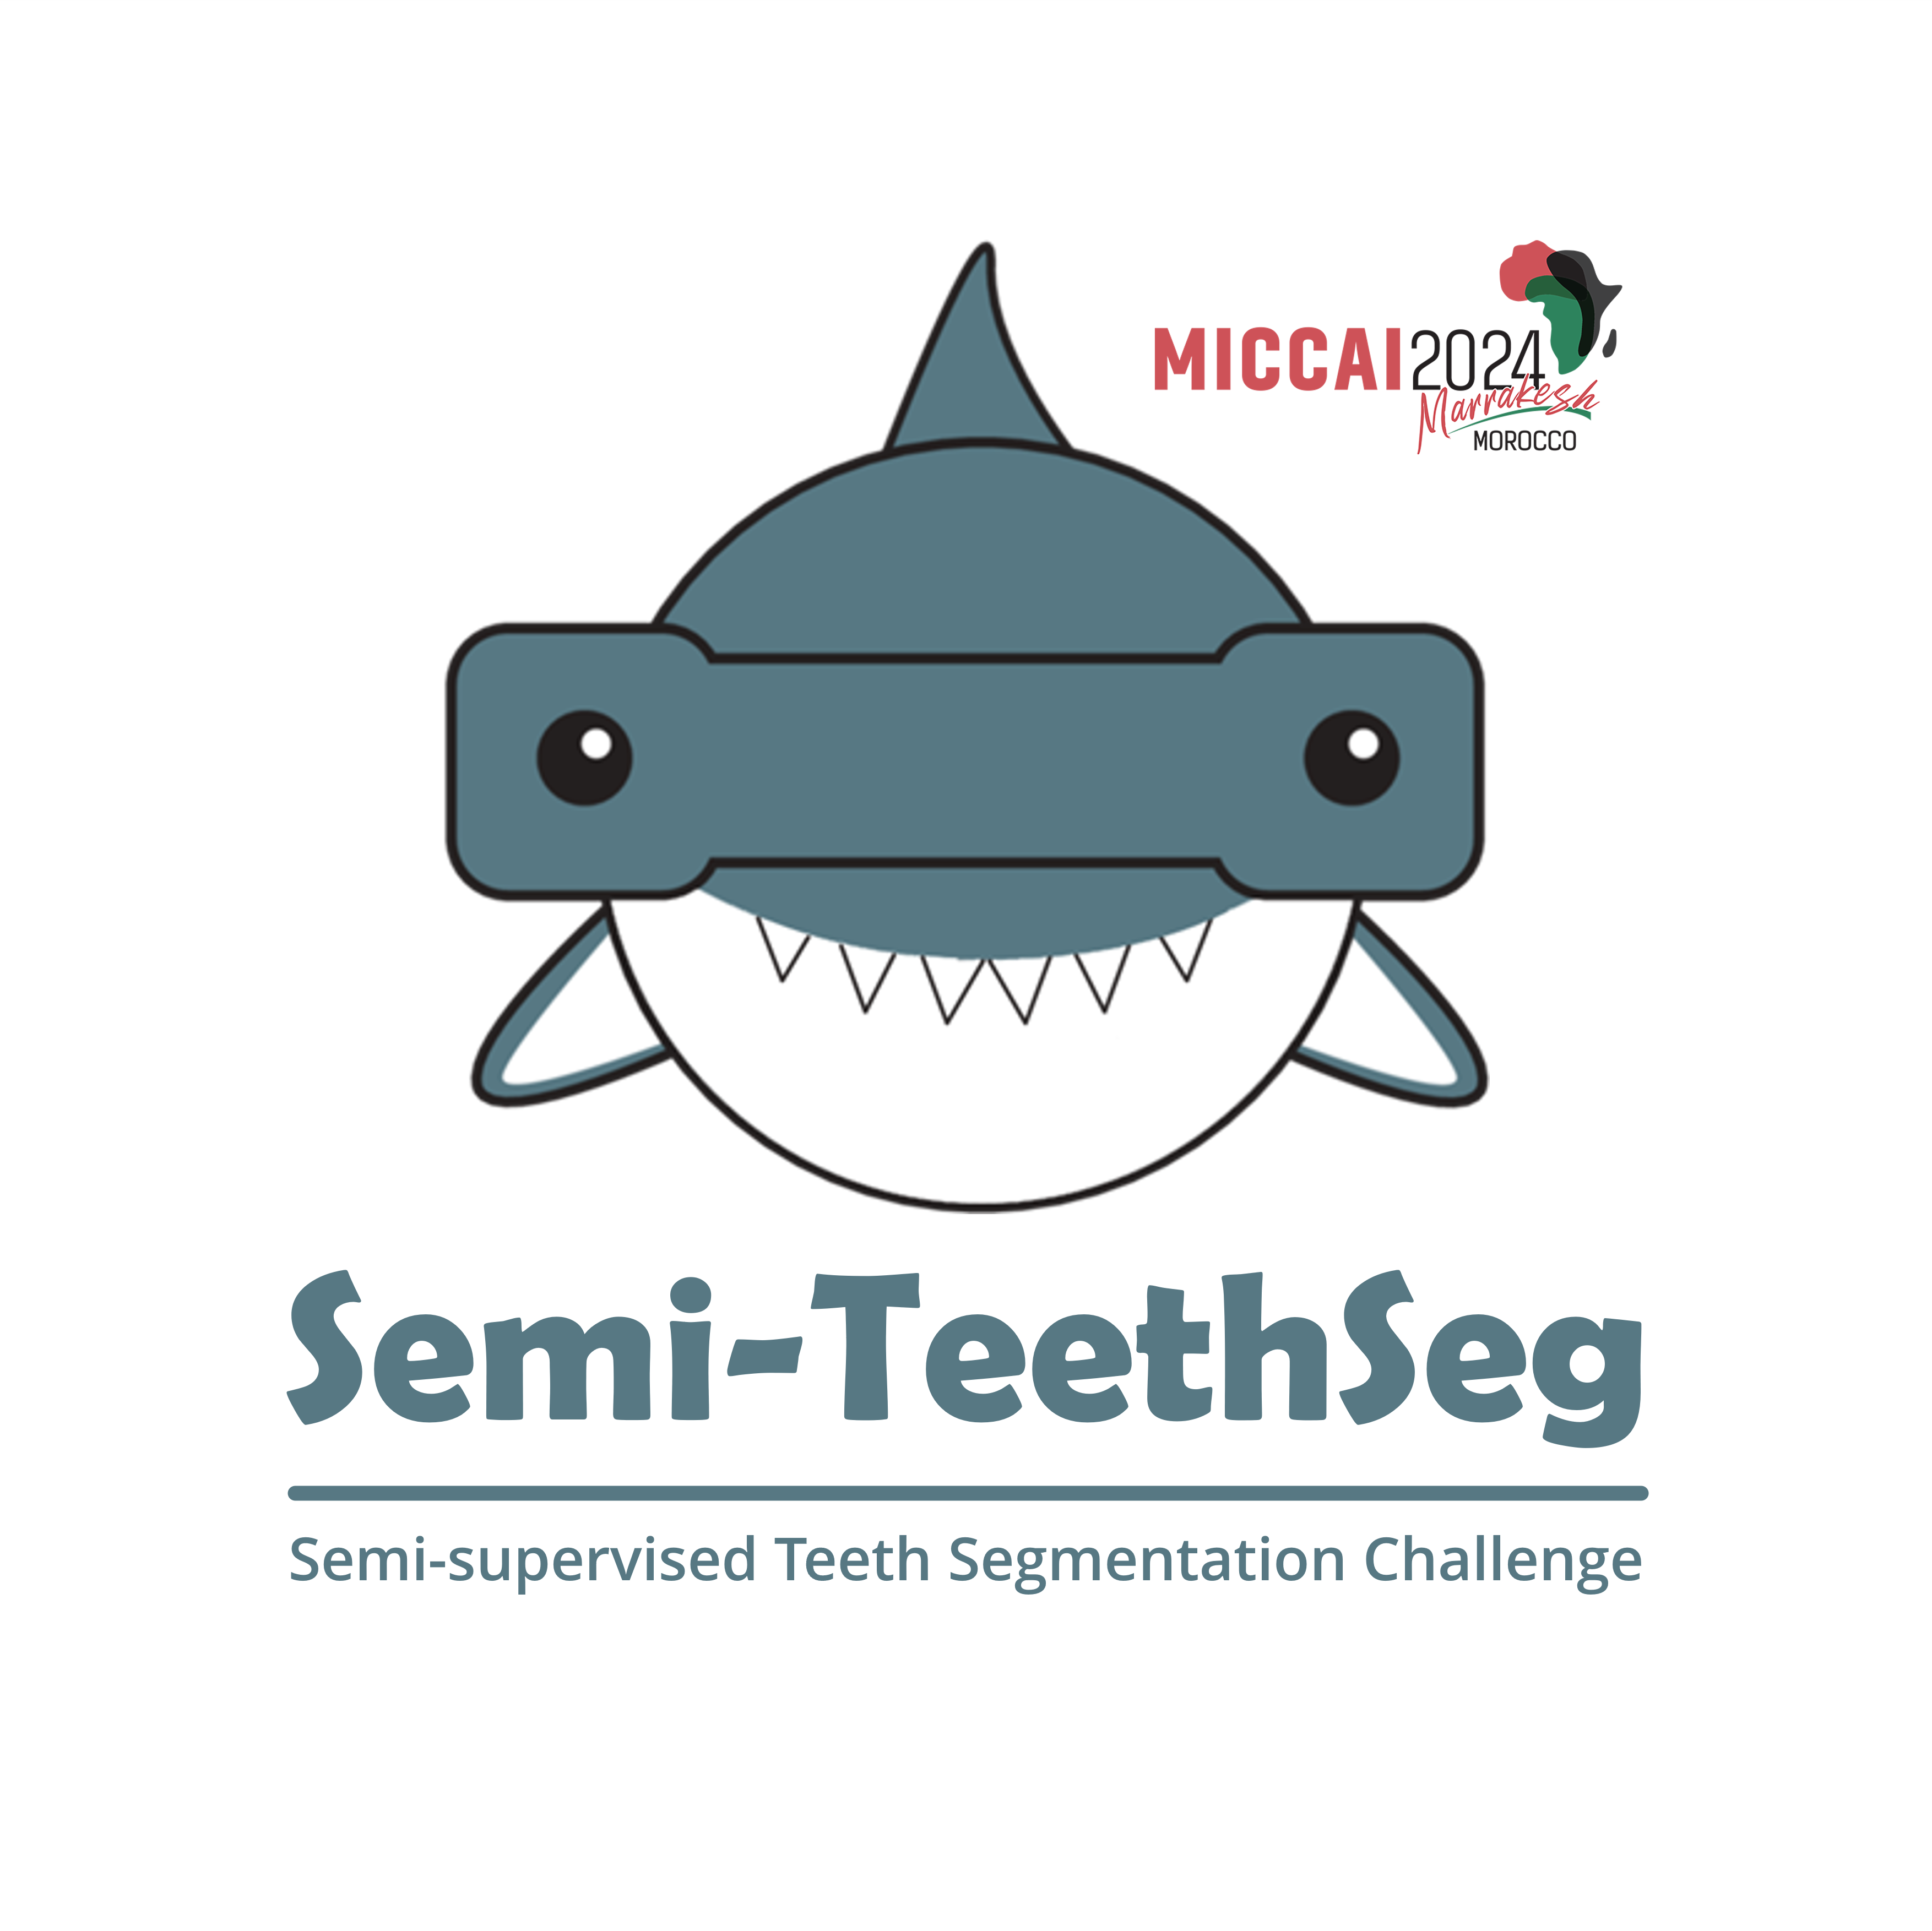 MICCAI2024
Marrakesh
MOROCCO
Semi-TeethSeg
Semi-supervised Teeth Segmentation Challenge